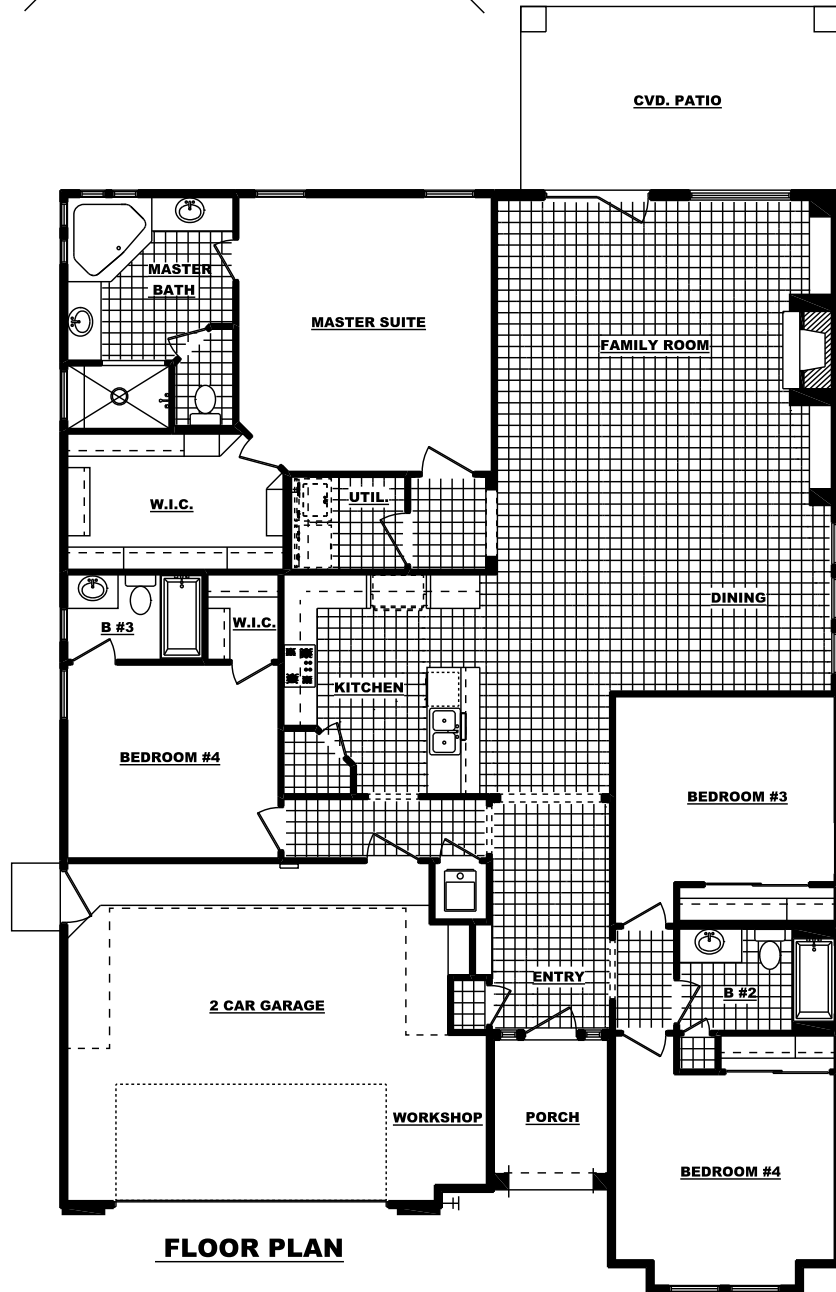 CVD. PATIO
MASTER
BATH
MASTER SUITE
FAMILY ROOM
W.I.C.
UTIL.
DINING
B #3
W.I.C.
KITCHEN
BEDROOM #4
BEDROOM #3
ENTRY
B #2
2 CAR GARAGE
WORKSHOP
PORCH
BEDROOM #4
FLOOR PLAN